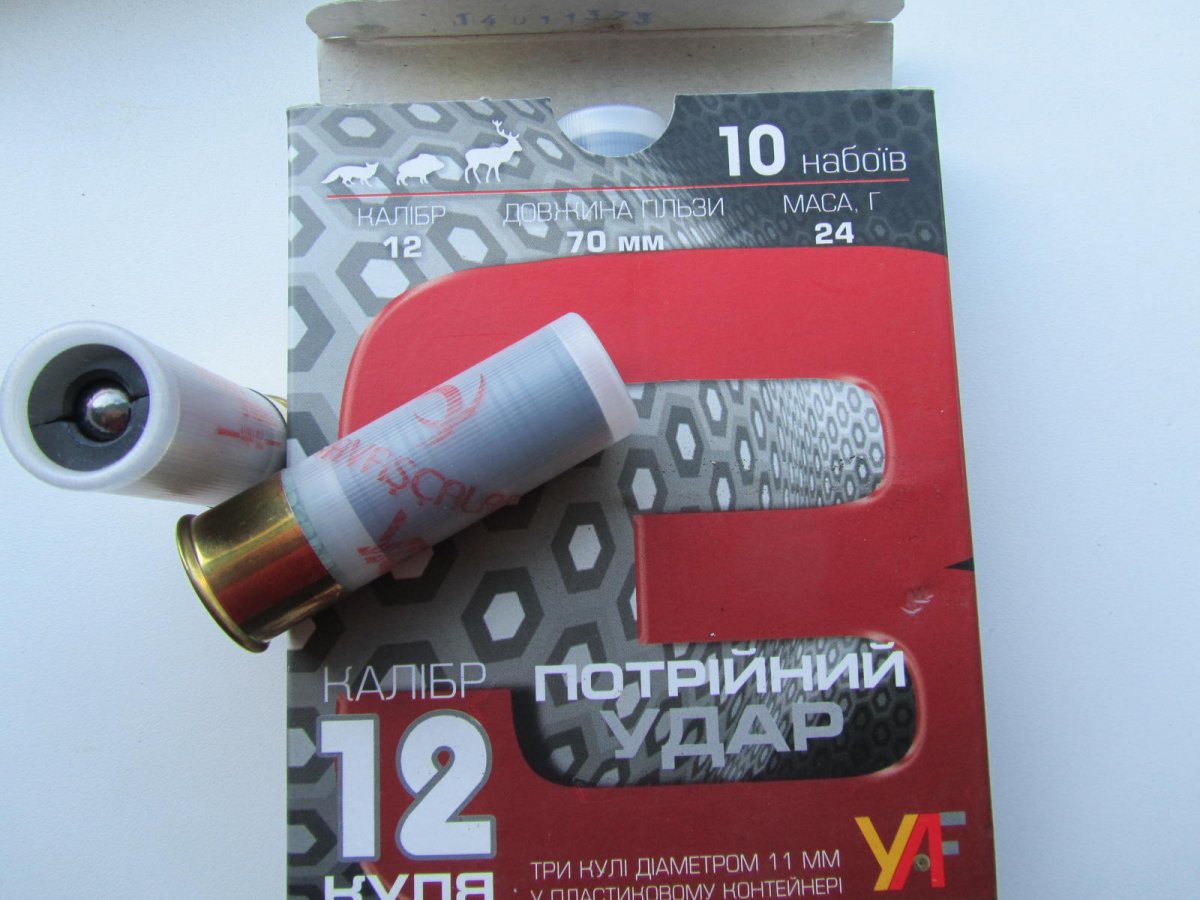 10 набоїв
КАЛІБР ДОВЖИНА ГІЛЬЗИ МАСА, Г
12 70 мм 24
КАЛІБР
12
КУЛЯ
ПОТРІЙНИЙ
УДАР
YAF
ТРИ КУЛІ ДІАМЕТРОМ 11 ММ
У ПЛАСТИКОВОМУ КОНТЕЙНЕРІ